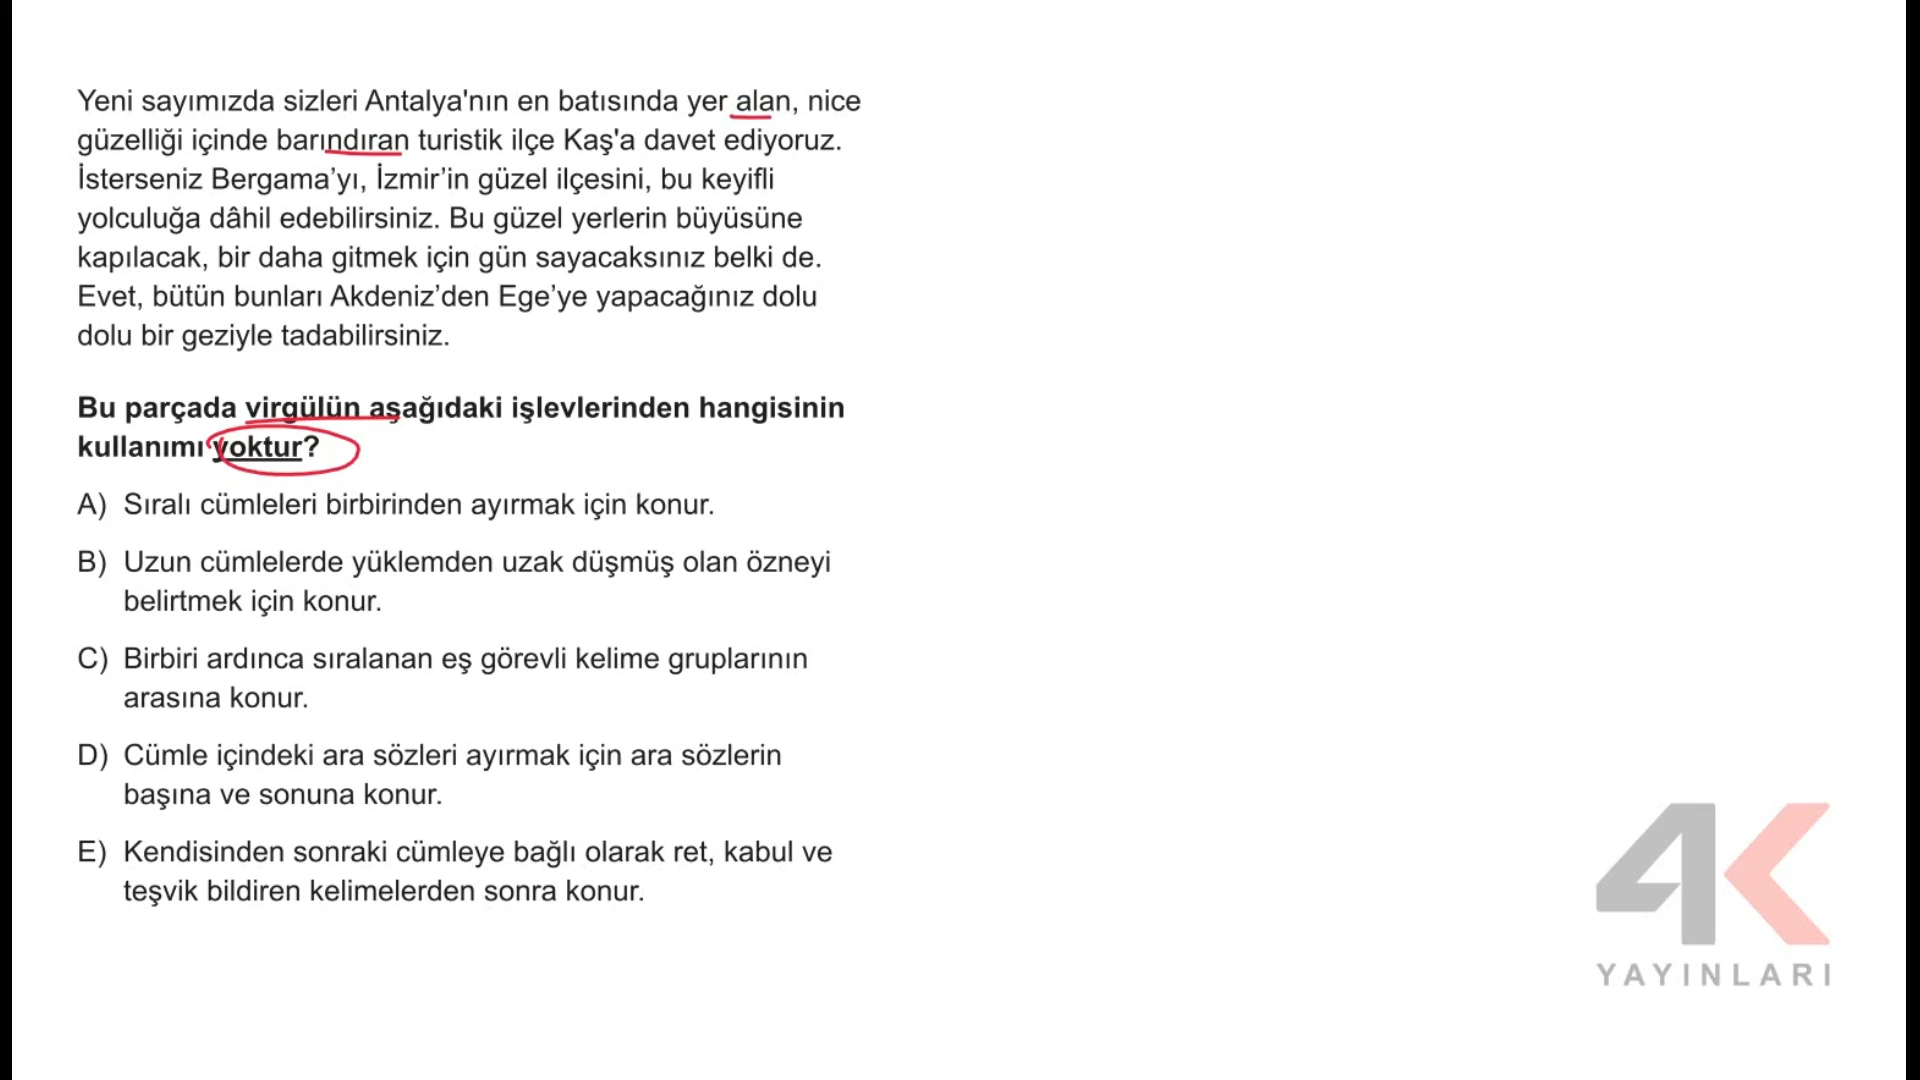 Yeni sayımızda sizleri Antalya'nın en batısında yer alan, nice
güzelliği içinde barındıran turistik ilçe Kaş'a davet ediyoruz.
İsterseniz Bergama’yı, İzmir’in güzel ilçesini, bu keyifli
yolculuğa dâhil edebilirsiniz. Bu güzel yerlerin büyüsüne
kapılacak, bir daha gitmek için gün sayacaksınız belki de.
Evet, bütün bunları Akdeniz’den Ege’ye yapacağınız dolu
dolu bir geziyle tadabilirsiniz.
Bu parçada virgülün aşağıdaki işlevlerinden hangisinin
kullanımı yoktur?
A) Sıralı cümleleri birbirinden ayırmak için konur.
B) Uzun cümlelerde yüklemden uzak düşmüş olan özneyi
belirtmek için konur.
C) Birbiri ardınca sıralanan eş görevli kelime gruplarının
arasına konur.
D) Cümle içindeki ara sözleri ayırmak için ara sözlerin
başına ve sonuna konur.
E) Kendisinden sonraki cümleye bağlı olarak ret, kabul ve
teşvik bildiren kelimelerden sonra konur.
4K
YAYINLARI